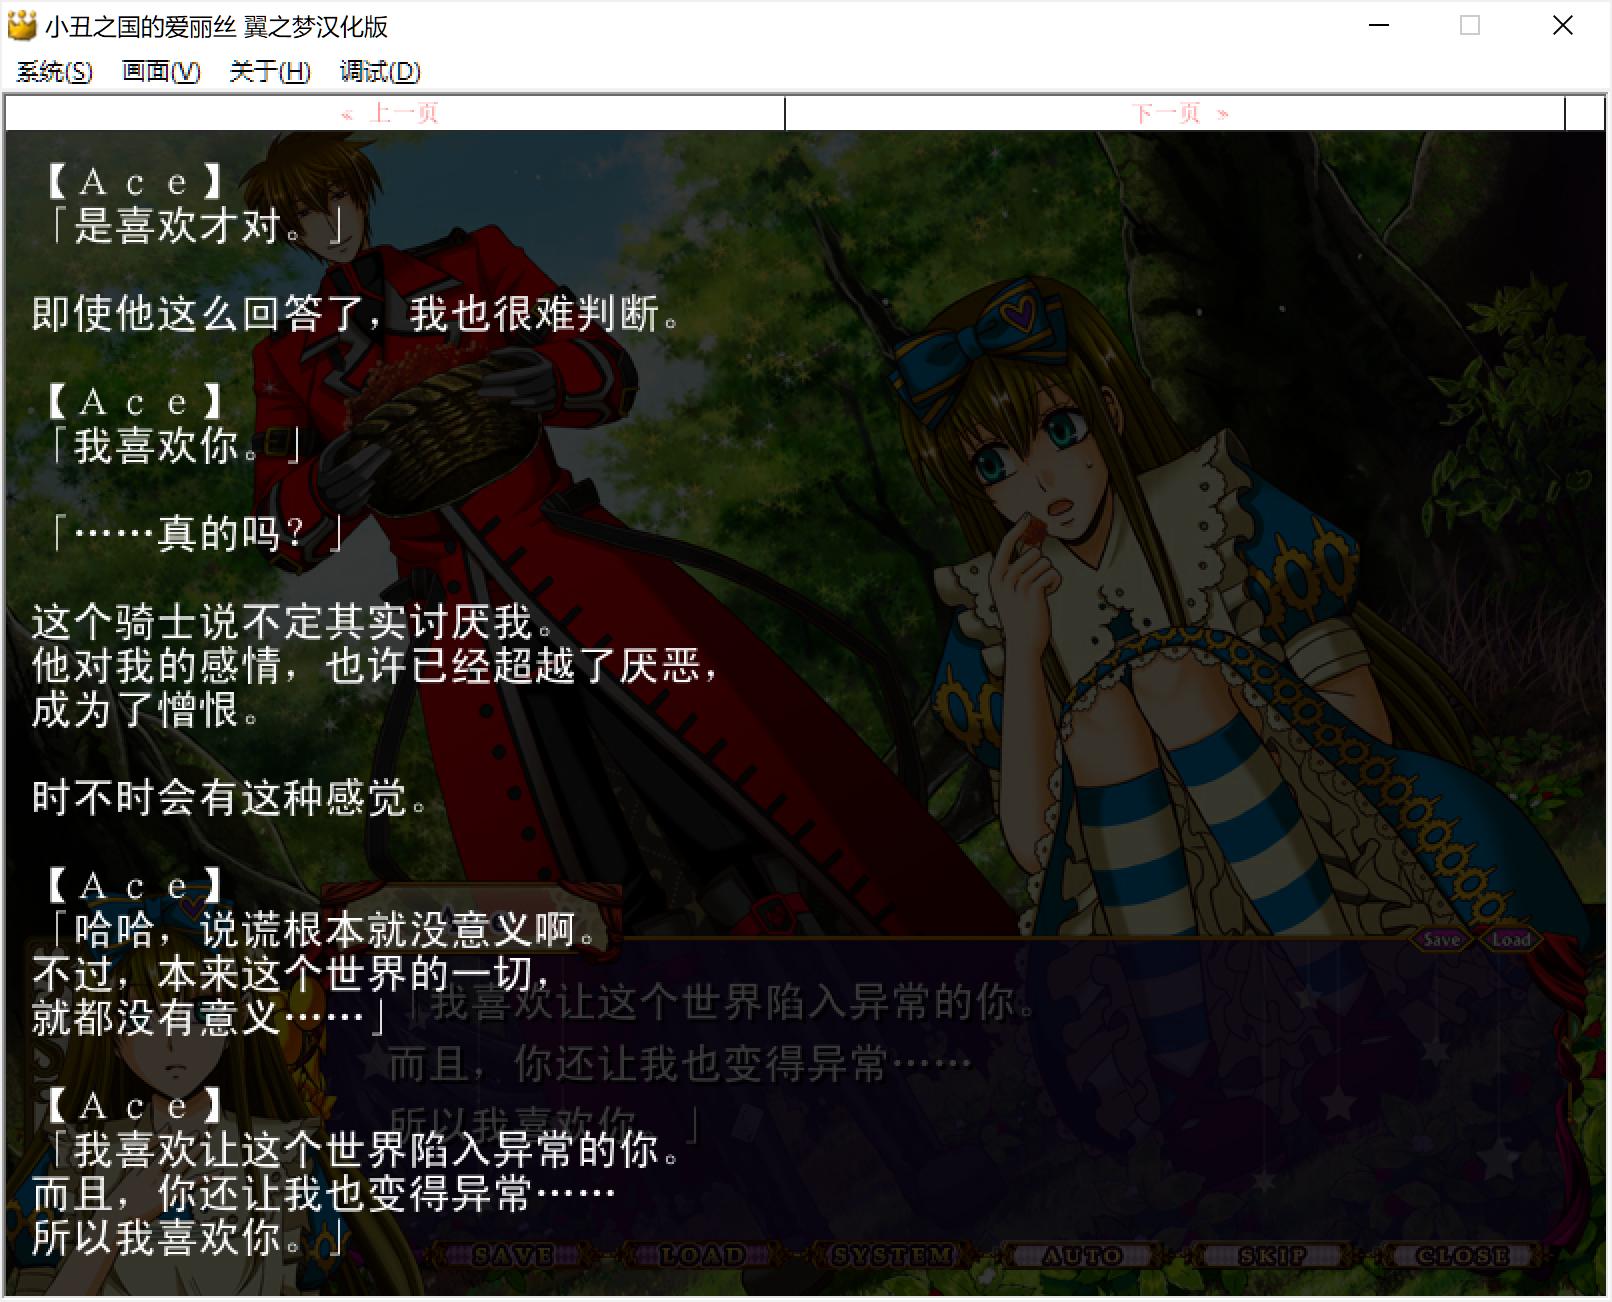 小丑之国的爱丽丝 翼之梦汉化版
系统(S) 画面(V) 关于(H) 调试(D)
« 上一页
下一页 »
【Ace】
「是喜欢才对。」
即使他这么回答了，我也很难判断。
【Ace】
「我喜欢你。」
「……真的吗？」
这个骑士说不定其实讨厌我。
他对我的感情，也许已经超越了厌恶，
成为了憎恨。
时不时会有这种感觉。
【Ace】
「哈哈，说谎根本就没意义啊。
不过，本来这个世界的一切，
就都没有意义……」
【Ace】
「我喜欢让这个世界陷入异常的你。
而且，你还让我也变得异常……
所以我喜欢你。」
Save Load
「我喜欢让这个世界陷入异常的你。
而且，你还让我也变得异常……
所以我喜欢你。」
SAVE LOAD SYSTEM AUTO SKIP CLOSE